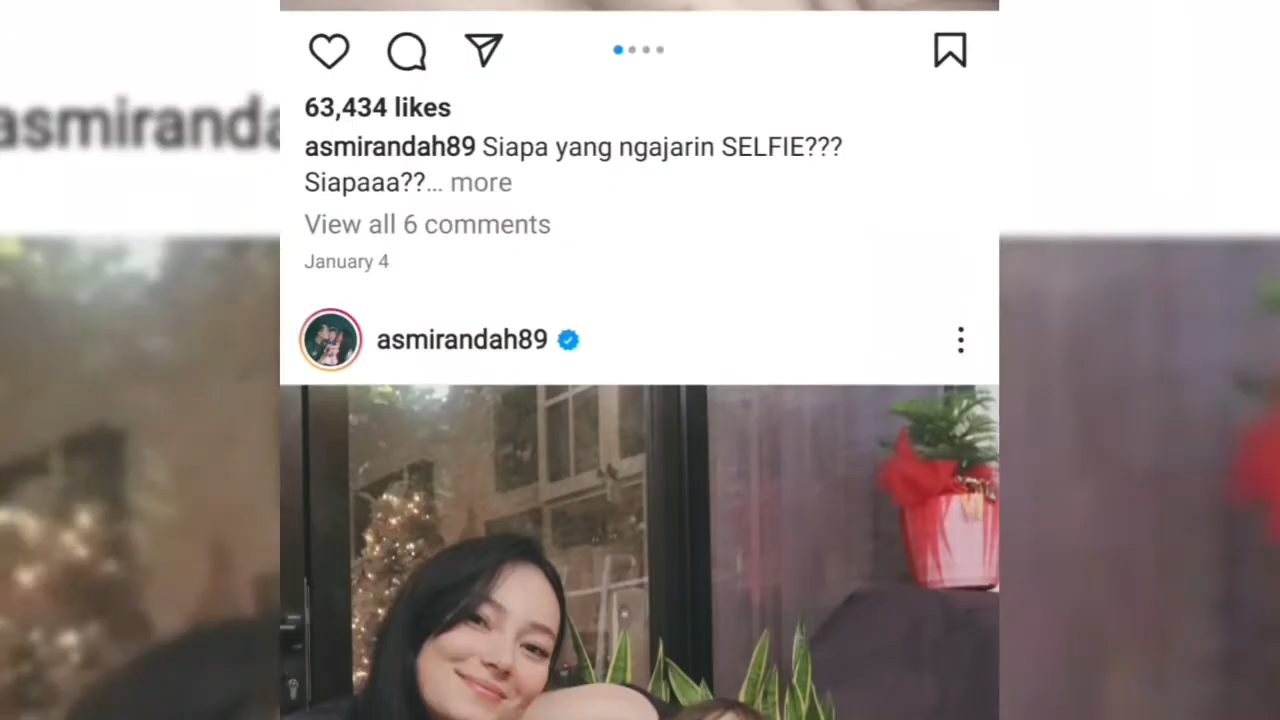 63,434 likes
asmirandah89 Siapa yang ngajarin SELFIE???
Siapaaa??... more
View all 6 comments
January 4
asmirandah89
asmiranda